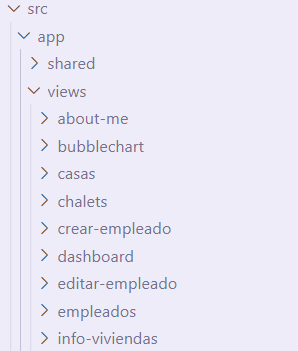 src
app
shared
views
about-me
bubblechart
casas
chalets
crear-empleado
dashboard
editar-empleado
empleados
info-viviendas